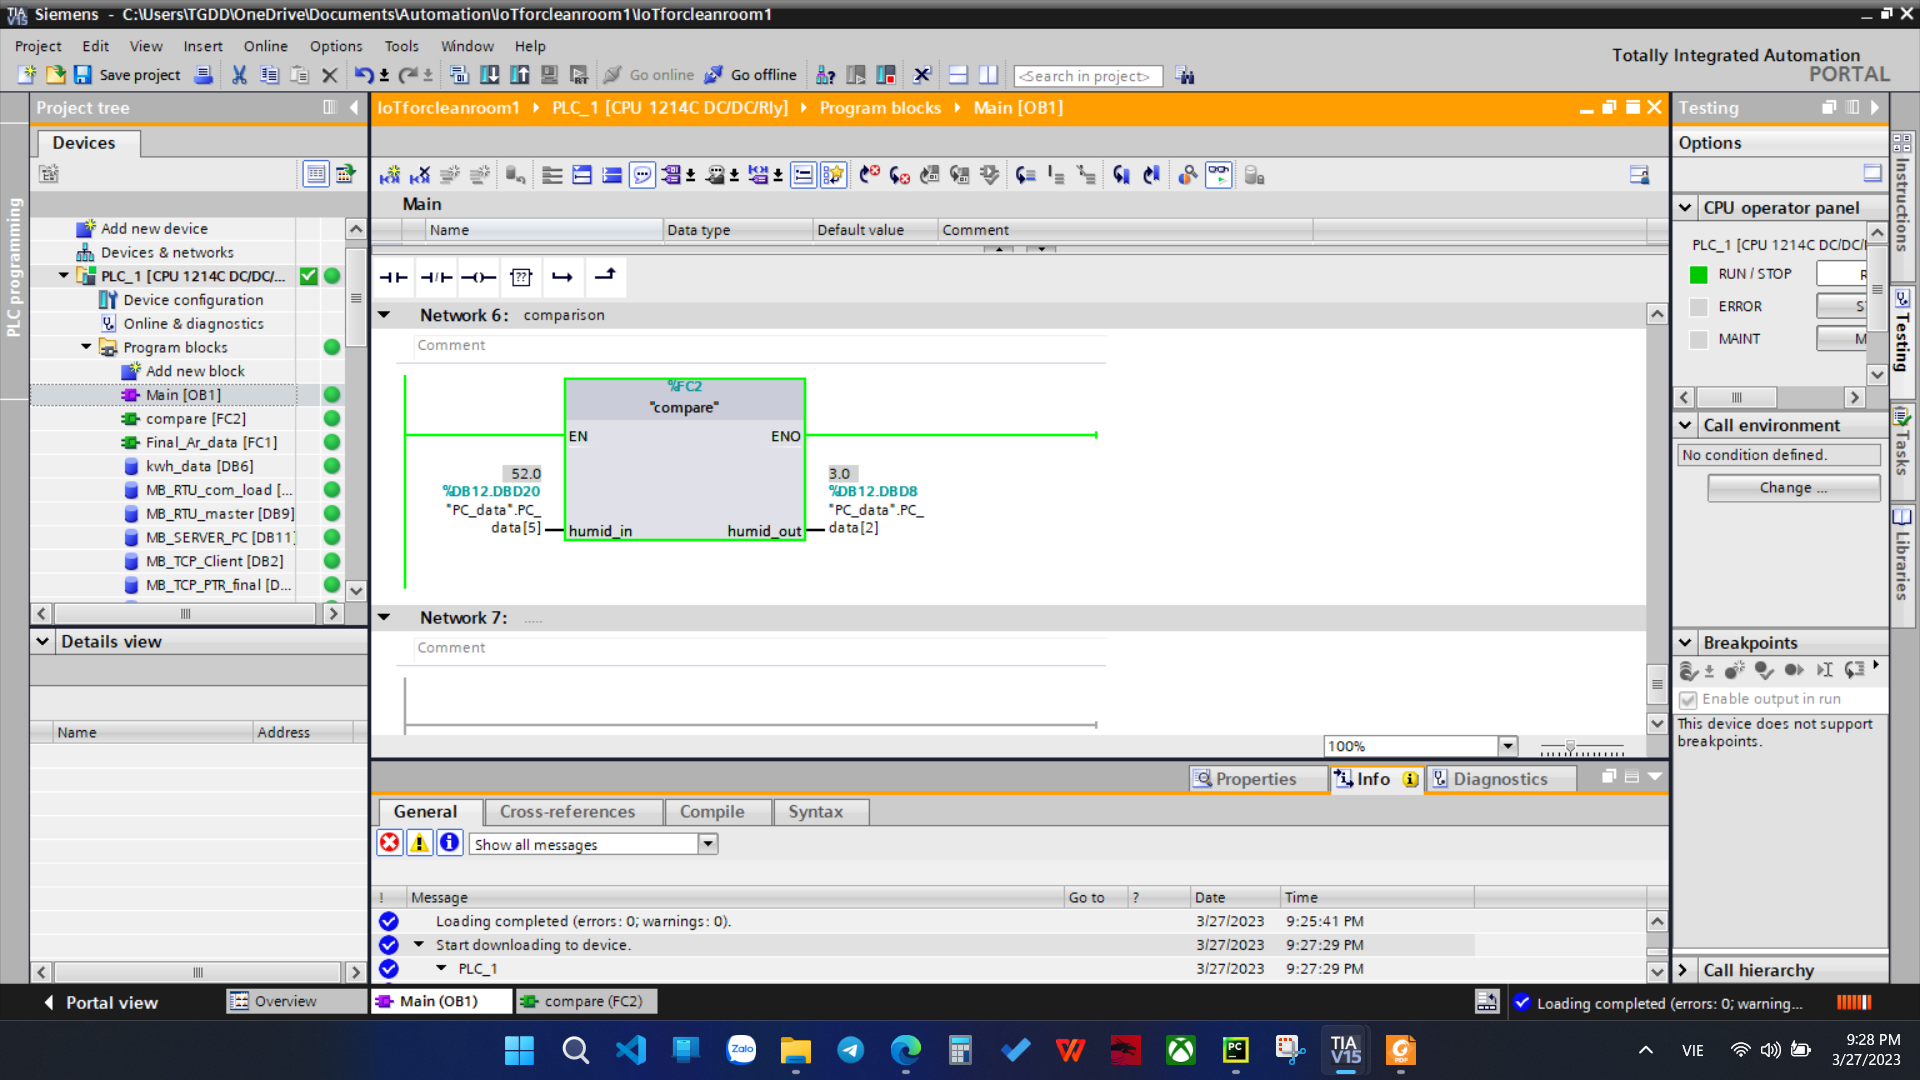 Siemens - C:\Users\TGDD\OneDrive\Documents\Automation\IoTforcleanroom1\IoTforcleanroom1
Project Edit View Insert Online Options Tools Window Help
Totally Integrated Automation
PORTAL
Save project
Go online
Go offline
<Search in project>
Project tree
IoTforcleanroom1 PLC_1 [CPU 1214C DC/DC/Rly] Program blocks Main [OB1]
Testing
Devices
Options
PLC programming
Main
Name Data type Default value Comment
Add new device
Devices & networks
PLC_1 [CPU 1214C DC/DC/...
Device configuration
Online & diagnostics
Program blocks
Add new block
Main [OB1]
compare [FC2]
Final_Ar_data [FC1]
kwh_data [DB6]
MB_RTU_com_load [...
MB_RTU_master [DB9]
MB_SERVER_PC [DB11]
MB_TCP_Client [DB2]
MB_TCP_PTR_final [D...
Details view
Name Address
??
Network 6: comparison
Comment
%FC2
"compare"
EN ENO
52.0
%DB12.DBD20
"PC_data".PC_
data[5]
humid_in humid_out
3.0
%DB12.DBD8
"PC_data".PC_
data[2]
Network 7: .....
Comment
100%
Properties Info Diagnostics
General Cross-references Compile Syntax
Show all messages
! Message Go to ? Date Time
Loading completed (errors: 0; warnings: 0). 3/27/2023 9:25:41 PM
Start downloading to device. 3/27/2023 9:27:29 PM
PLC_1 3/27/2023 9:27:29 PM
CPU operator panel
PLC_1 [CPU 1214C DC/DC/
RUN / STOP R
ERROR S
MAINT M
Call environment
No condition defined.
Change ...
Breakpoints
Enable output in run
This device does not support
breakpoints.
Call hierarchy
Instructions
Testing
Tasks
Libraries
Portal view
Overview
Main (OB1)
compare (FC2)
Loading completed (errors: 0; warning...
Zalo
PC
TIA
V15
PDF
VIE
9:28 PM
3/27/2023